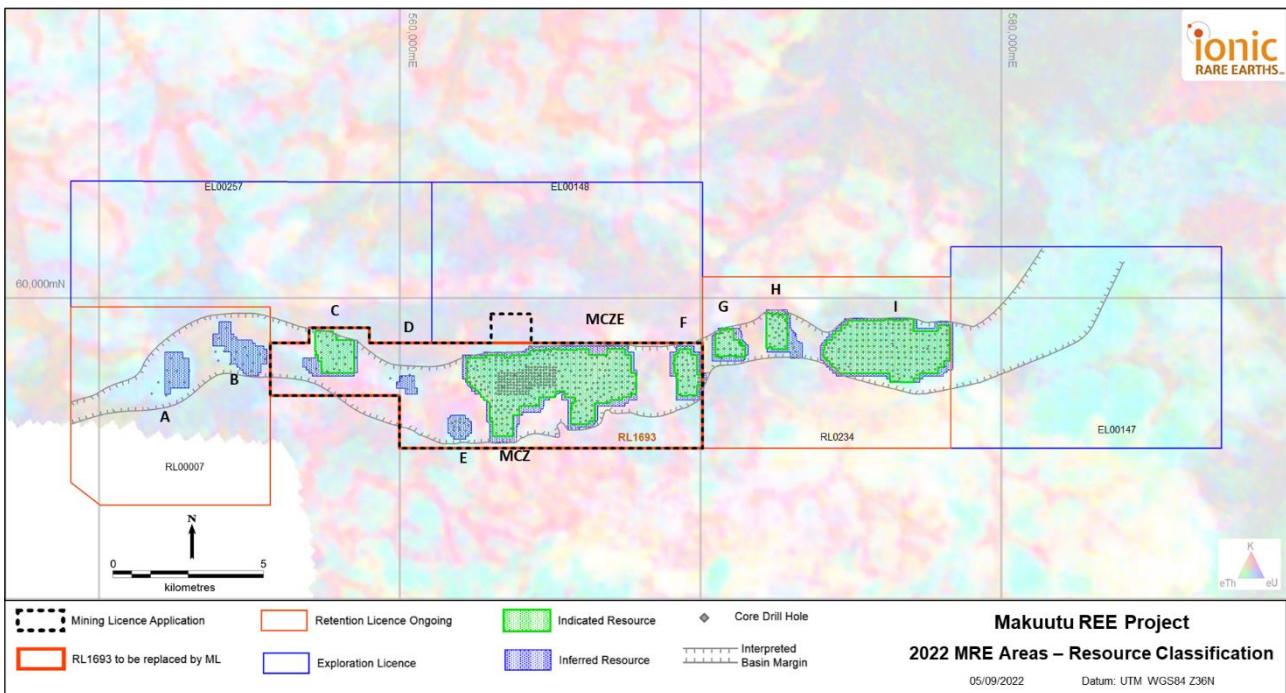 560,000mE
580,000mE
ionic
RARE EARTHS
EL00257
EL00148
60,000mN
A
B
C
D
E
MCZ
MCZE
F
G
H
I
RL1693
RL0234
EL00147
RL00007
N
0 5
kilometres
K
eTh eU
Mining Licence Application
RL1693 to be replaced by ML
Retention Licence Ongoing
Exploration Licence
Indicated Resource
Inferred Resource
Core Drill Hole
Interpreted
Basin Margin
Makuutu REE Project
2022 MRE Areas – Resource Classification
05/09/2022 Datum: UTM WGS84 Z36N